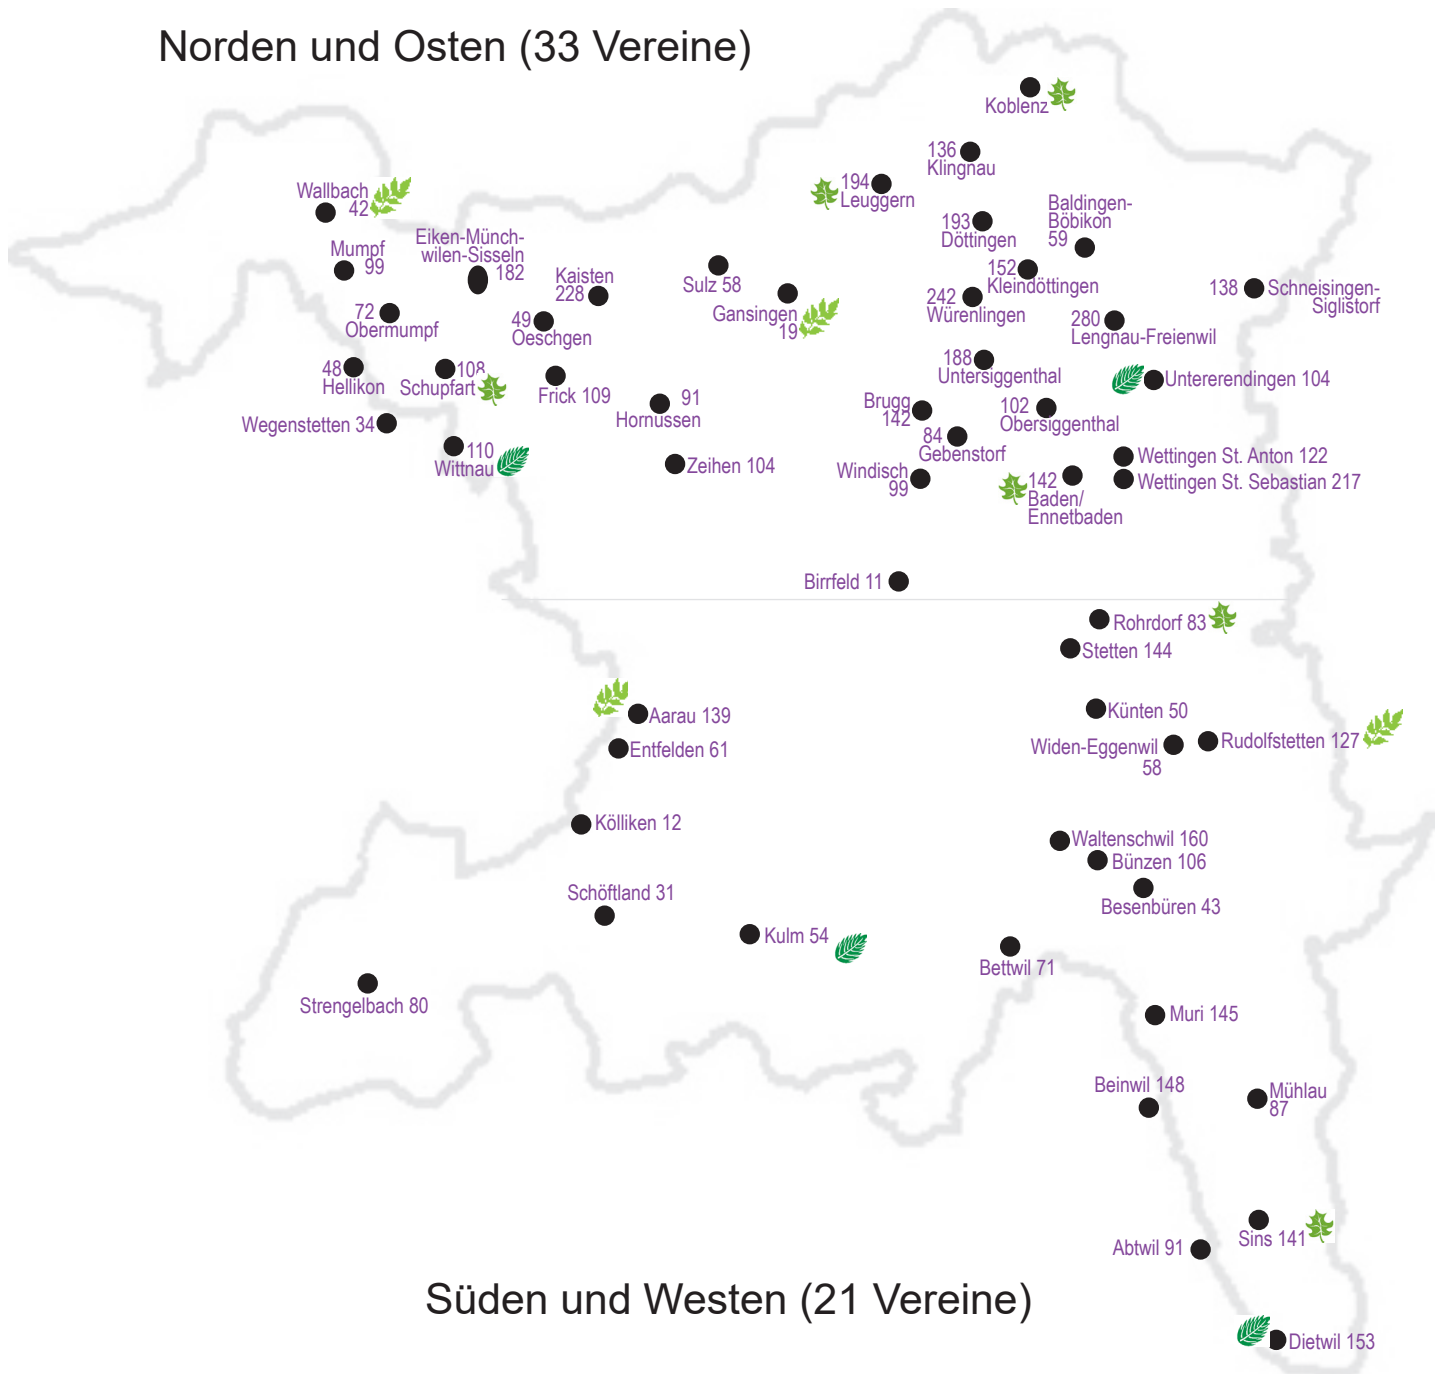 Norden und Osten (33 Vereine)
Koblenz
136
Klingnau
194
Leuggern
Wallbach
42
Baldingen-
Böbikon
59
193
Döttingen
Eiken-Münch-
wilen-Sisseln
182
Mumpf
99
Kaisten
228
Sulz 58
152
Kleindöttingen
138
Schneisingen-
Siglistorf
Gansingen
19
242
Würenlingen
72
Obermumpf
49
Oeschgen
280
Lengnau-Freienwil
188
Untersiggenthal
48
Hellikon
108
Schupfart
Frick 109
Untererendingen 104
91
Hornussen
Brugg
142
102
Obersiggenthal
Wegenstetten 34
84
Gebenstorf
110
Wittnau
Zeihen 104
Wettingen St. Anton 122
Windisch
99
Wettingen St. Sebastian 217
142
Baden/
Ennetbaden
Birrfeld 11
Rohrdorf 83
Stetten 144
Aarau 139
Künten 50
Entfelden 61
Widen-Eggenwil
58
Rudolfstetten 127
Kölliken 12
Waltenschwil 160
Bünzen 106
Schöftland 31
Besenbüren 43
Kulm 54
Bettwil 71
Strengelbach 80
Muri 145
Beinwil 148
Mühlau
87
Sins 141
Abtwil 91
Süden und Westen (21 Vereine)
Dietwil 153